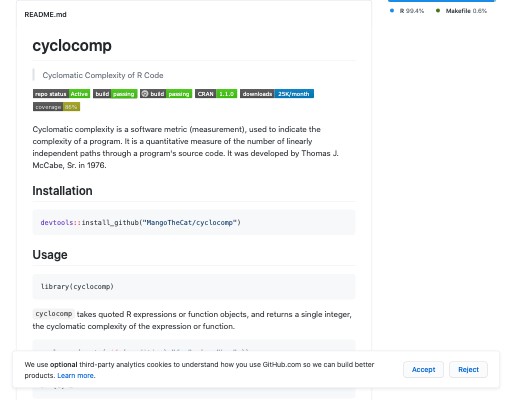 README.md
R 99.4% Makefile 0.6%
cyclocomp
Cyclomatic Complexity of R Code
repo status Active build passing build passing CRAN 1.1.0 downloads 25K/month
coverage 86%
Cyclomatic complexity is a software metric (measurement), used to indicate the
complexity of a program. It is a quantitative measure of the number of linearly
independent paths through a program's source code. It was developed by Thomas J.
McCabe, Sr. in 1976.
Installation
devtools::install_github("MangoTheCat/cyclocomp")
Usage
library(cyclocomp)
cyclocomp takes quoted R expressions or function objects, and returns a single integer,
the cyclomatic complexity of the expression or function.
We use optional third-party analytics cookies to understand how you use GitHub.com so we can build better
products. Learn more.
Accept Reject